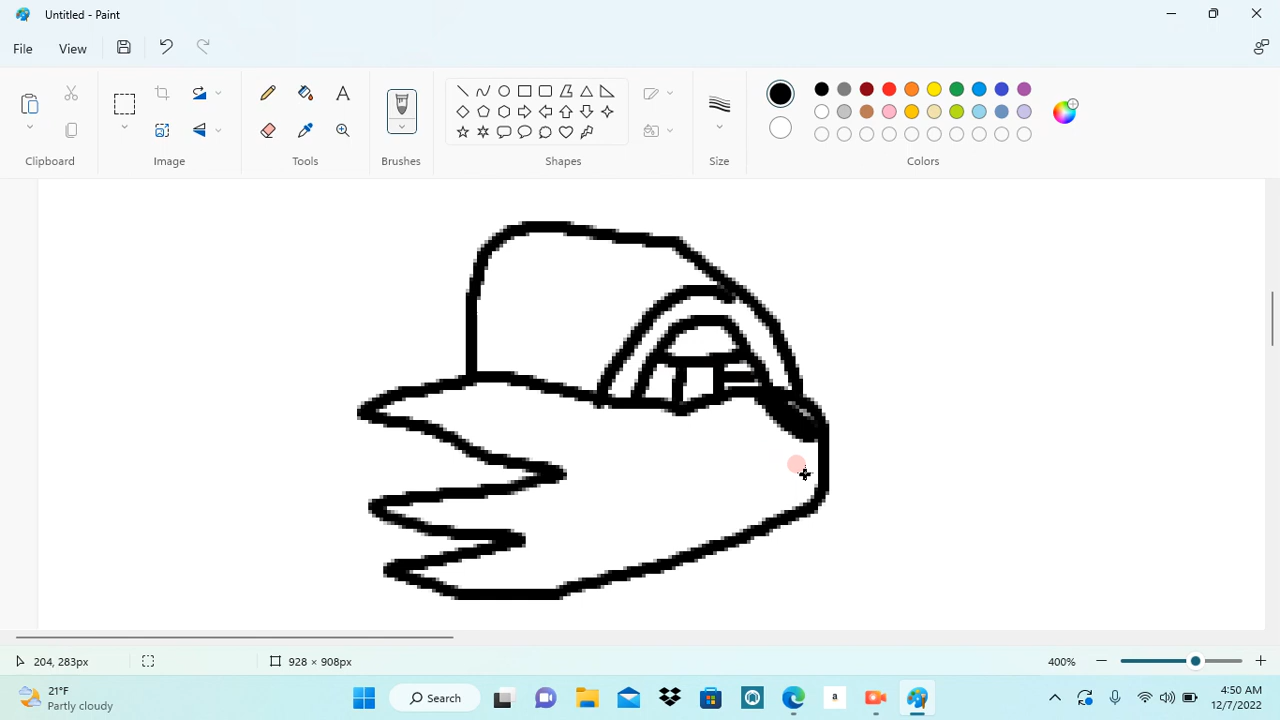 Untitled - Paint
File
View
Clipboard
Image
Tools
Brushes
Shapes
Size
Colors
204, 283px
928 × 908px
400%
21°F
Partly cloudy
Search
a
4:50 AM
12/7/2022